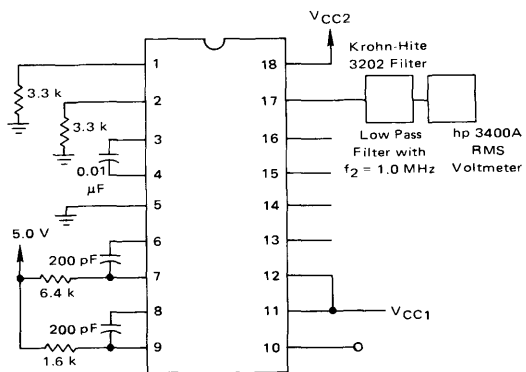 VCC2
1
18
Krohn-Hite
3202 Filter
3.3 k
2
17
3.3 k
3
16
Low Pass
Filter with
f2 = 1.0 MHz
hp 3400A
RMS
Voltmeter
0.01
μF
4
15
5
14
5.0 V
6
13
200 pF
7
12
6.4 k
8
11
VCC1
200 pF
9
10
1.6 k